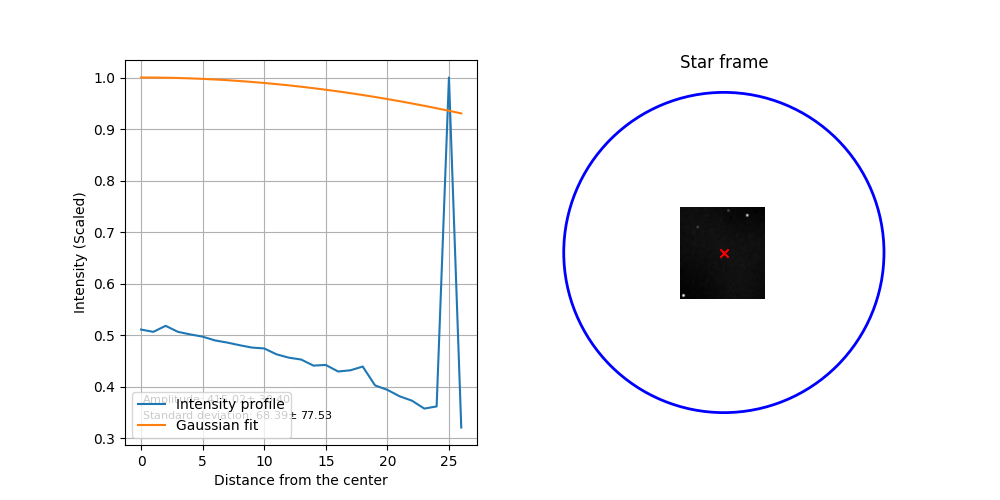 Star frame
1.0
0.9
0.8
0.7
0.6
0.5
0.4
0.3
Intensity (Scaled)
Standard deviation: 68.39± 77.53
Intensity profile
Gaussian fit
0 5 10 15 20 25
Distance from the center